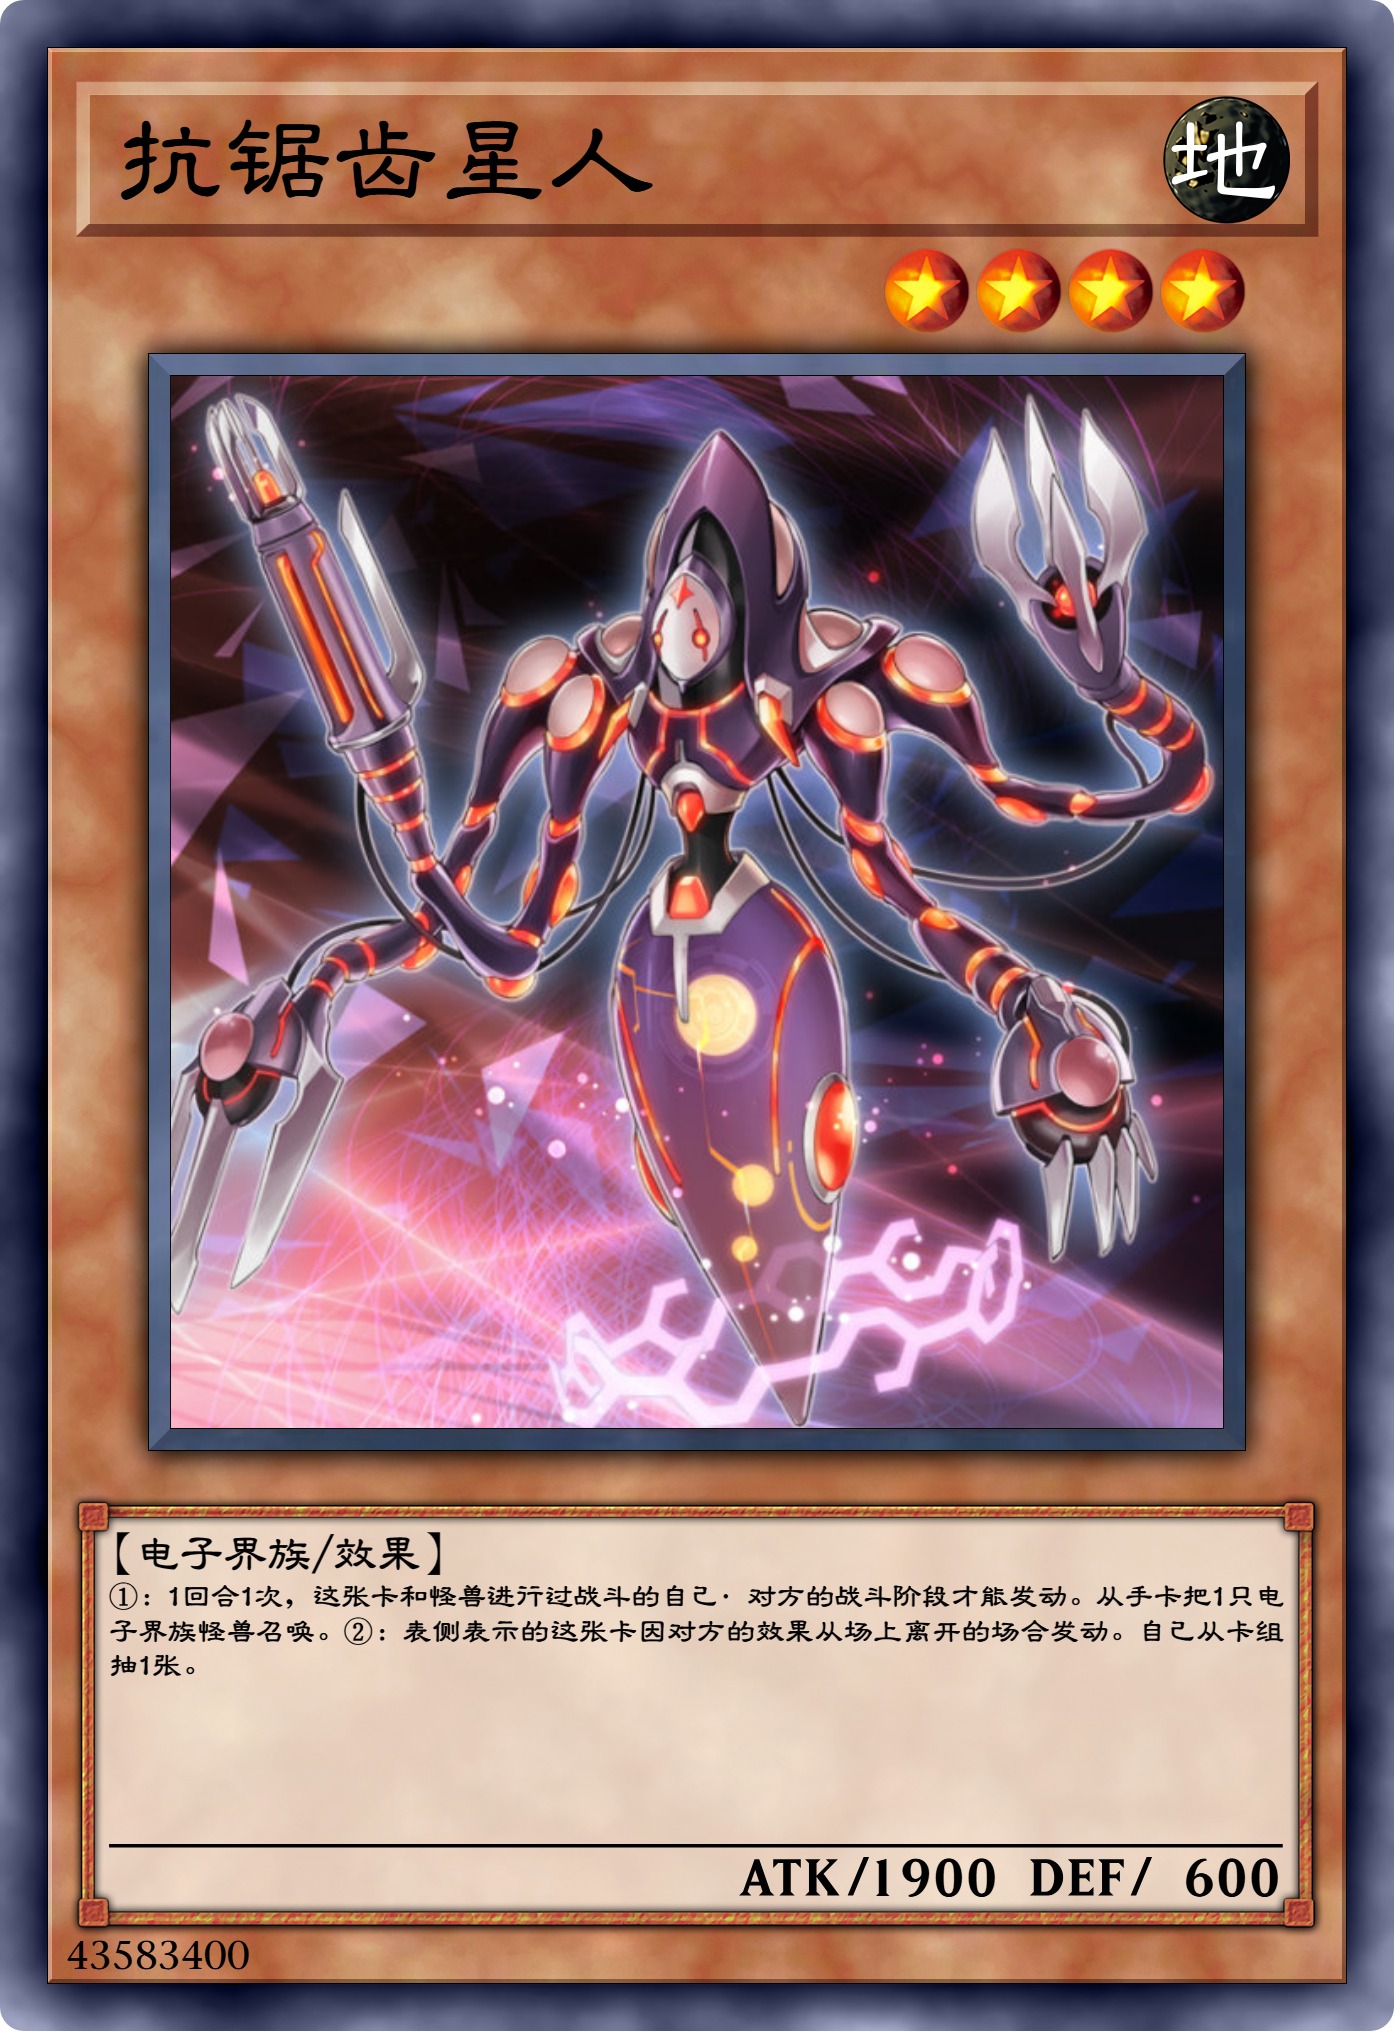 抗锯齿星人
地
【电子界族/效果】
①：1回合1次，这张卡和怪兽进行过战斗的自己·对方的战斗阶段才能发动。从手卡把1只电
子界族怪兽召唤。②：表侧表示的这张卡因对方的效果从场上离开的场合发动。自己从卡组
抽1张。
ATK/1900 DEF/ 600
43583400